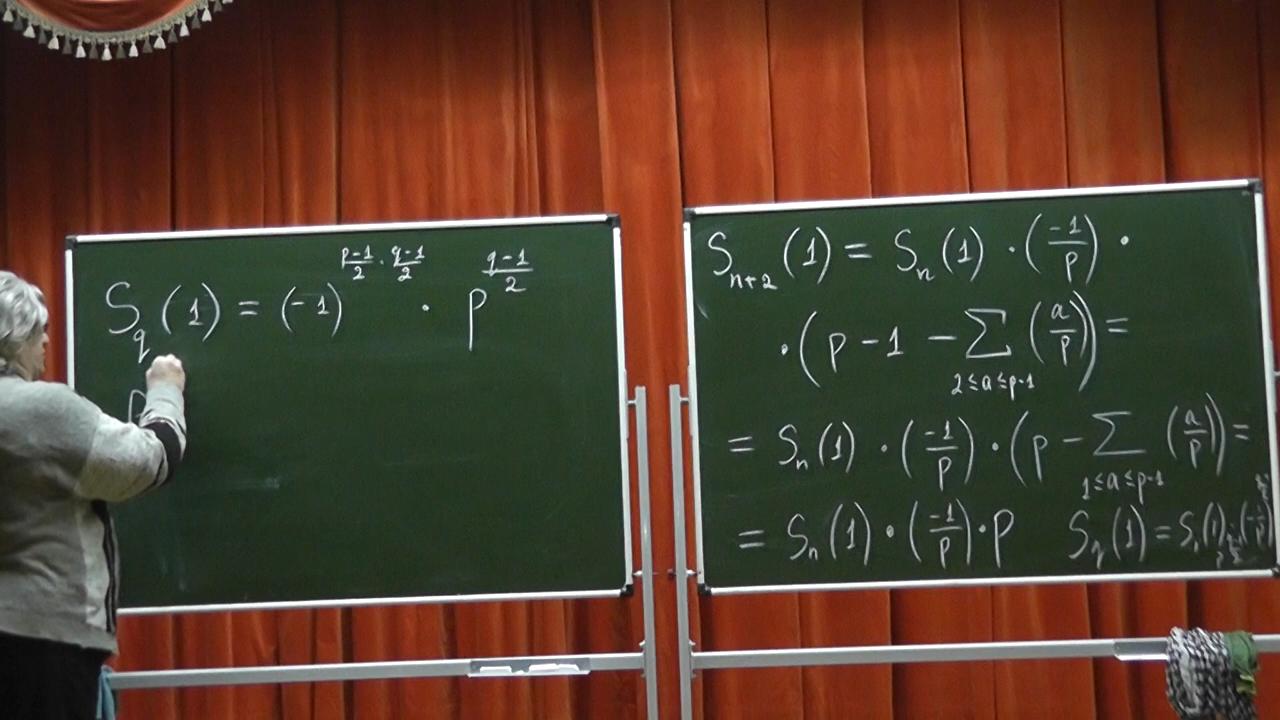 S_q(1) = (-1)^{\frac{p-1}{2} \cdot \frac{q-1}{2}} \cdot p^{\frac{q-1}{2}}
S_{n+2}(1) = S_n(1) \cdot \left(\frac{-1}{p}\right) \cdot
\cdot \left(p - 1 - \sum_{2 \le a \le p-1} \left(\frac{a}{p}\right)\right) =
= S_n(1) \cdot \left(\frac{-1}{p}\right) \cdot \left(p - \sum_{1 \le a \le p-1} \left(\frac{a}{p}\right)\right) =
= S_n(1) \cdot \left(\frac{-1}{p}\right) \cdot p
S_q(1) = S_1(1)